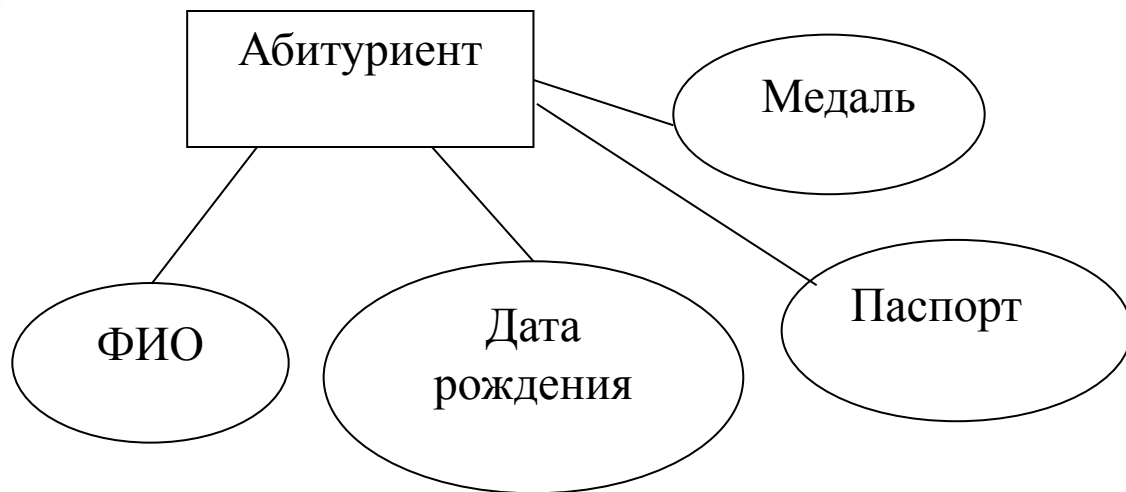 Абитуриент
Медаль
Паспорт
ФИО
Дата
рождения